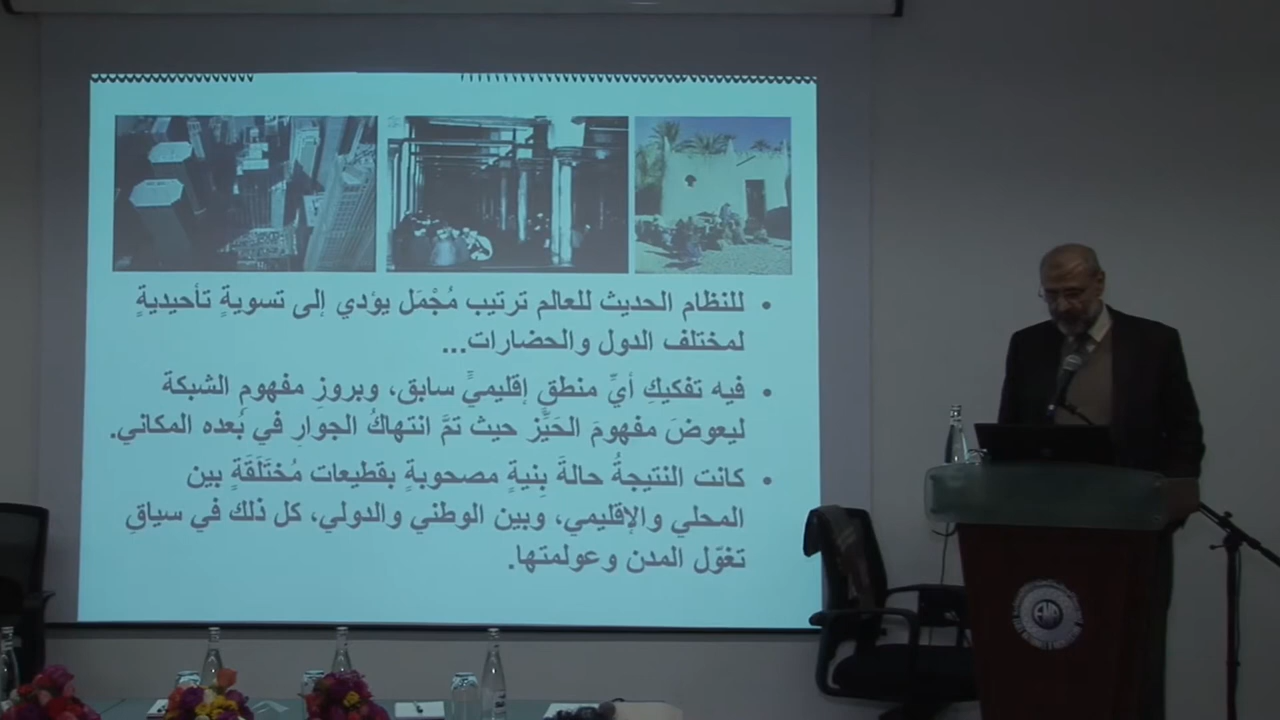 • للنظام الحديث للعالم ترتيب مُجْمَل يؤدي إلى تسويةٍ تأحيديةٍ
لمختلف الدول والحضارات...
• فيه تفكيكِ أيِّ منطقٍ إقليميٍّ سابق، وبروزِ مفهومِ الشبكة
ليعوضَ مفهومَ الحَيِّز حيث تمَّ انتهاكُ الجوارِ في بُعده المكاني.
• كانت النتيجةُ حالةَ بِنيةٍ مصحوبةٍ بقطيعات مُختَلَقَةٍ بين
المحلي والإقليمي، وبين الوطني والدولي، كل ذلك في سياقِ
تغوّل المدن وعولمتها.